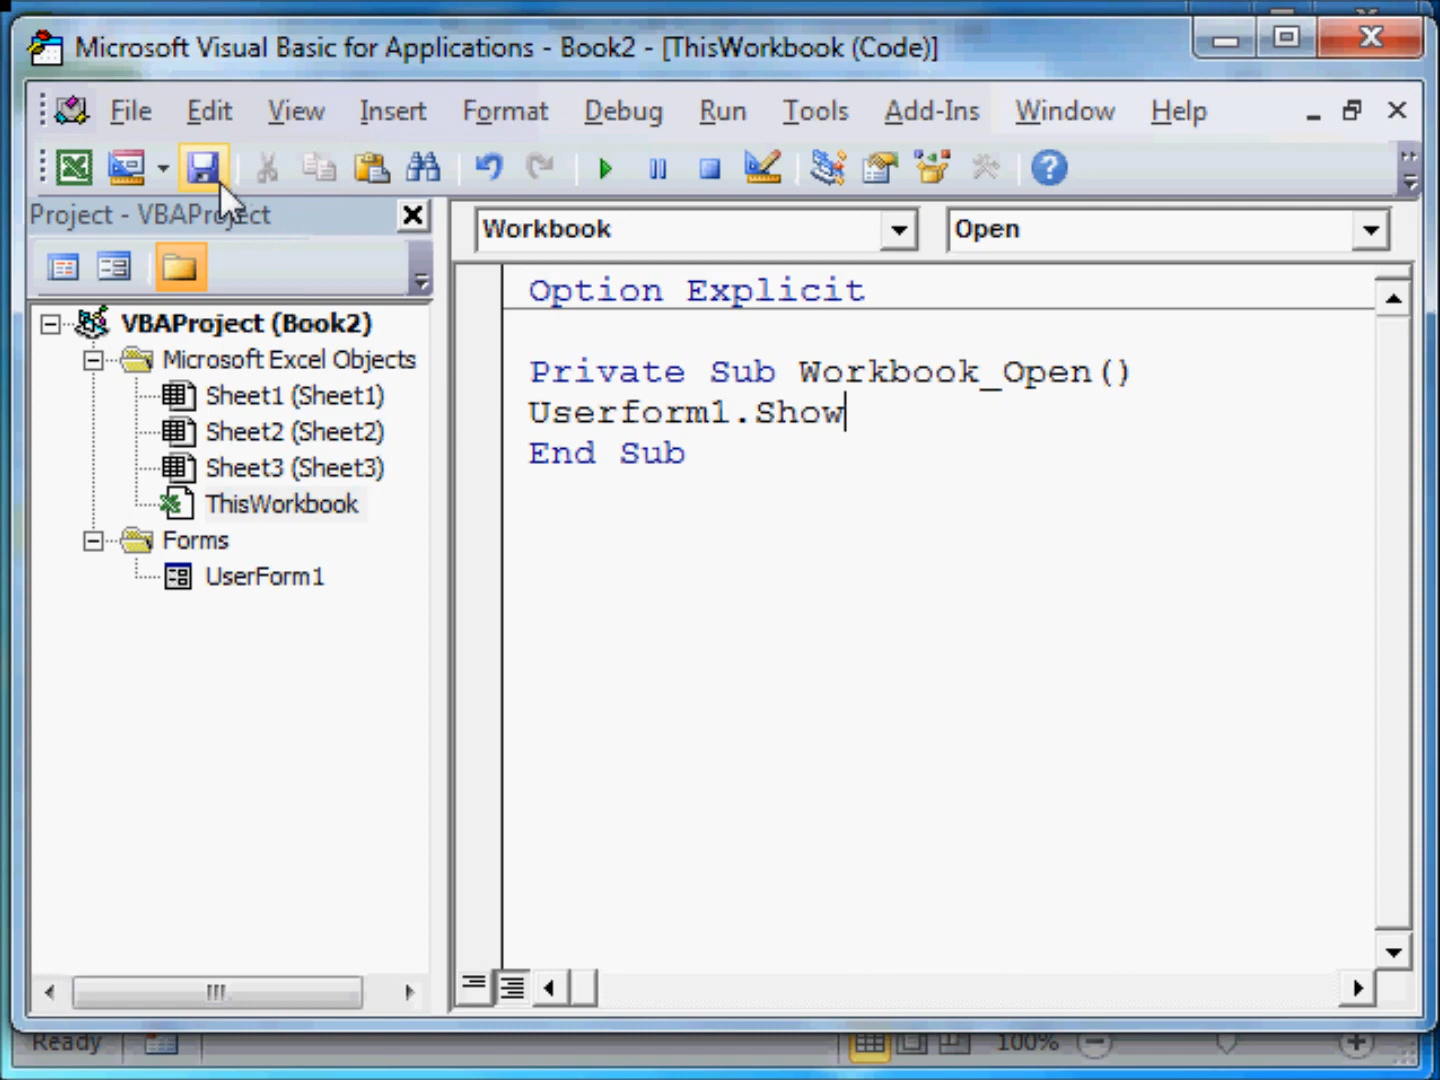 Microsoft Visual Basic for Applications - Book2 - [ThisWorkbook (Code)]
File Edit View Insert Format Debug Run Tools Add-Ins Window Help
Project - VBAProject
Workbook Open
VBAProject (Book2)
Microsoft Excel Objects
Sheet1 (Sheet1)
Sheet2 (Sheet2)
Sheet3 (Sheet3)
ThisWorkbook
Forms
UserForm1
Option Explicit
Private Sub Workbook_Open()
Userform1.Show
End Sub
Ready 100%